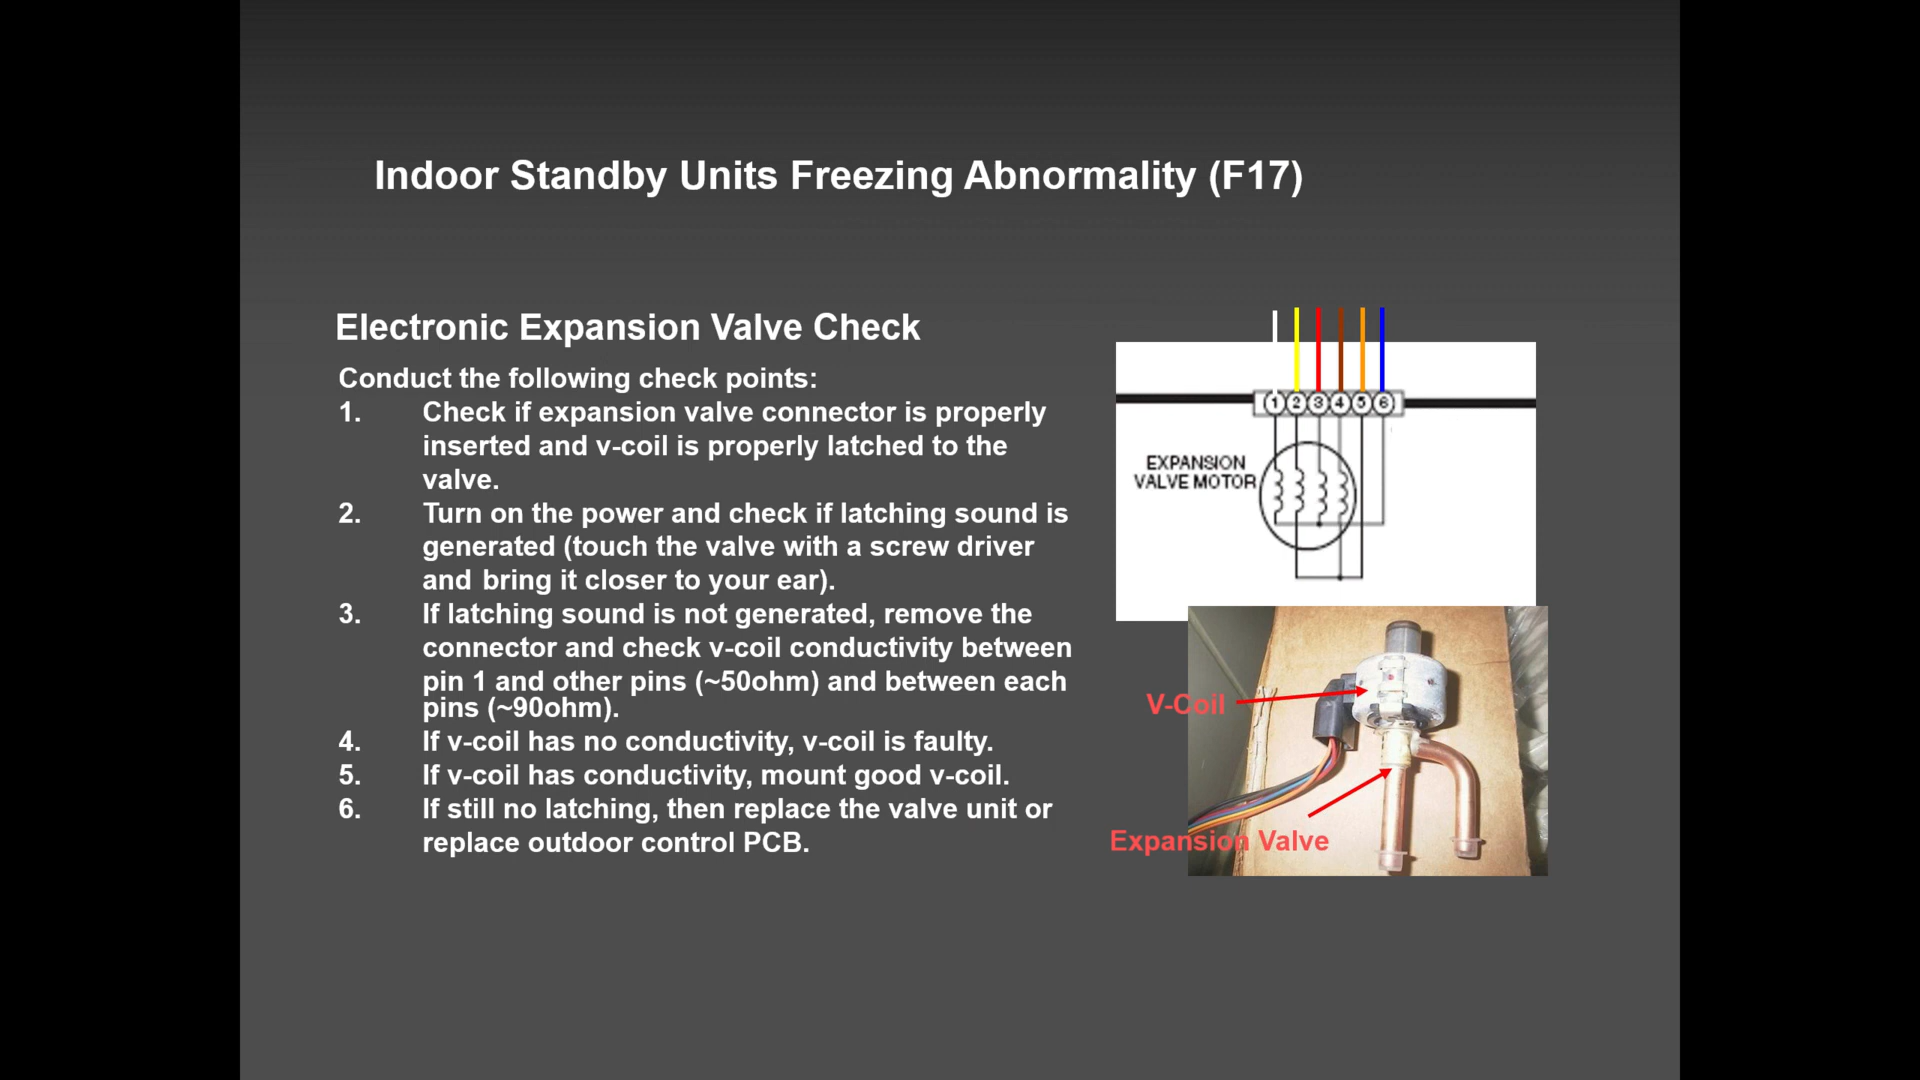 Indoor Standby Units Freezing Abnormality (F17)
Electronic Expansion Valve Check
Conduct the following check points:
1. Check if expansion valve connector is properly
inserted and v-coil is properly latched to the
valve.
2. Turn on the power and check if latching sound is
generated (touch the valve with a screw driver
and bring it closer to your ear).
3. If latching sound is not generated, remove the
connector and check v-coil conductivity between
pin 1 and other pins (~50ohm) and between each
pins (~90ohm).
4. If v-coil has no conductivity, v-coil is faulty.
5. If v-coil has conductivity, mount good v-coil.
6. If still no latching, then replace the valve unit or
replace outdoor control PCB.
1 2 3 4 5 6
EXPANSION
VALVE MOTOR
V-Coil
Expansion Valve